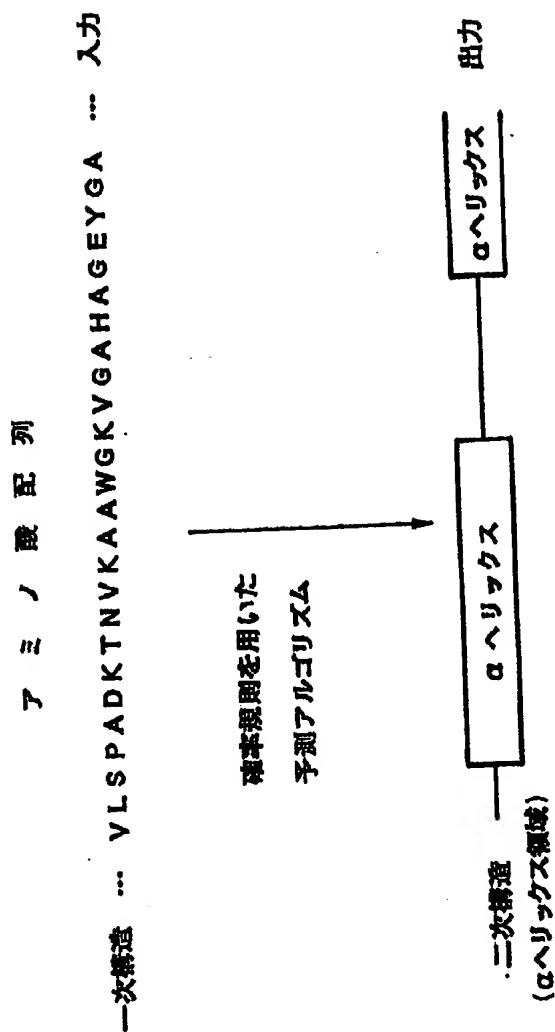 アミノ酸配列
一次構造 … VLSPADKTNVKAAWGKVGAHAGEYGA … 入力
確率規則を用いた
予測アルゴリズム
二次構造 αヘリックス αヘリックス 出力
(αヘリックス領域)